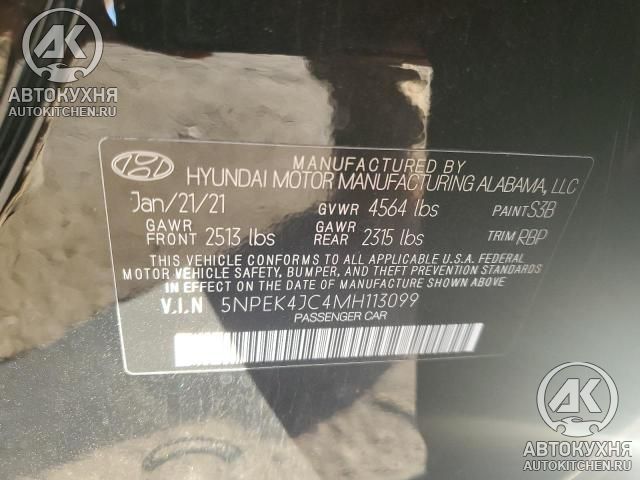 АК
АВТОКУХНЯ
AUTOKITCHEN.RU
MANUFACTURED BY
HYUNDAI MOTOR MANUFACTURING ALABAMA, LLC
Jan/21/21 GVWR 4564 lbs PAINT S3B
GAWR FRONT 2513 lbs GAWR REAR 2315 lbs TRIM RBP
THIS VEHICLE CONFORMS TO ALL APPLICABLE U.S.A. FEDERAL
MOTOR VEHICLE SAFETY, BUMPER, AND THEFT PREVENTION STANDARDS
IN EFFECT ON THE DATE OF MANUFACTURE SHOWN ABOVE.
V.I.N 5NPEK4JC4MH113099
PASSENGER CAR
АК
АВТОКУХНЯ
AUTOKITCHEN.RU